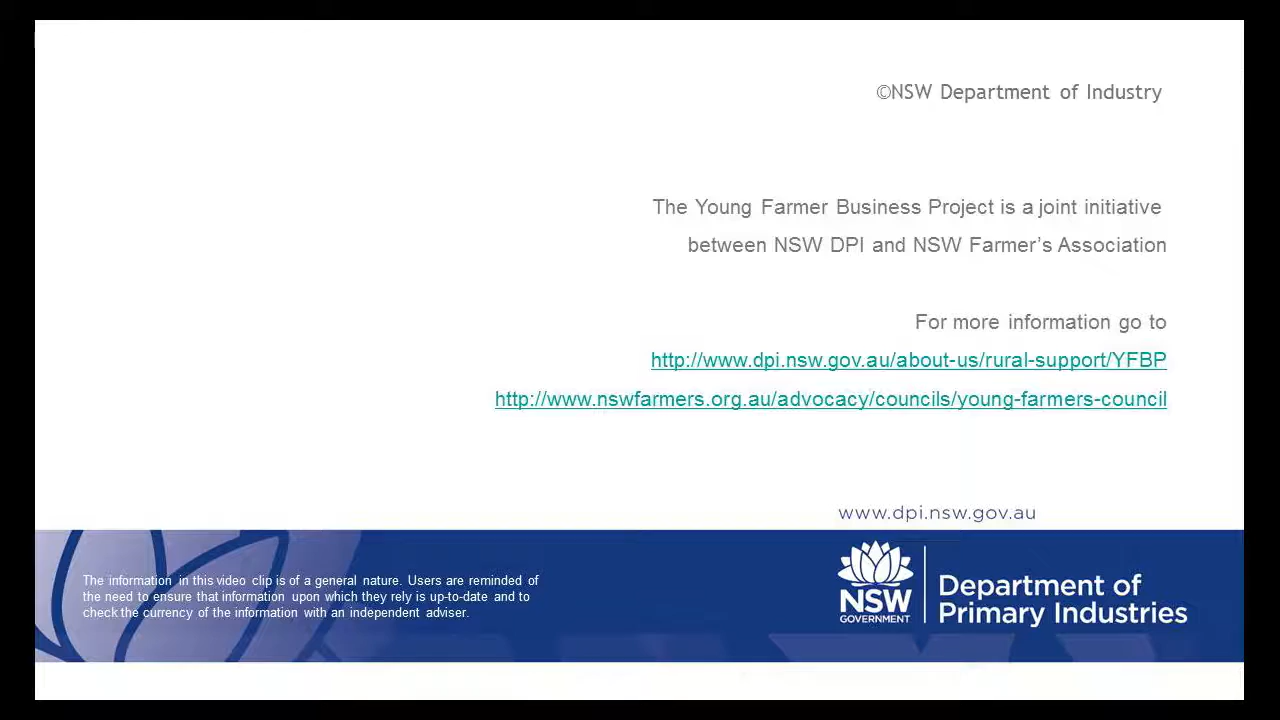 ©NSW Department of Industry
The Young Farmer Business Project is a joint initiative
between NSW DPI and NSW Farmer’s Association
For more information go to
http://www.dpi.nsw.gov.au/about-us/rural-support/YFBP
http://www.nswfarmers.org.au/advocacy/councils/young-farmers-council
www.dpi.nsw.gov.au
The information in this video clip is of a general nature. Users are reminded of
the need to ensure that information upon which they rely is up-to-date and to
check the currency of the information with an independent adviser.
NSW
GOVERNMENT
Department of
Primary Industries